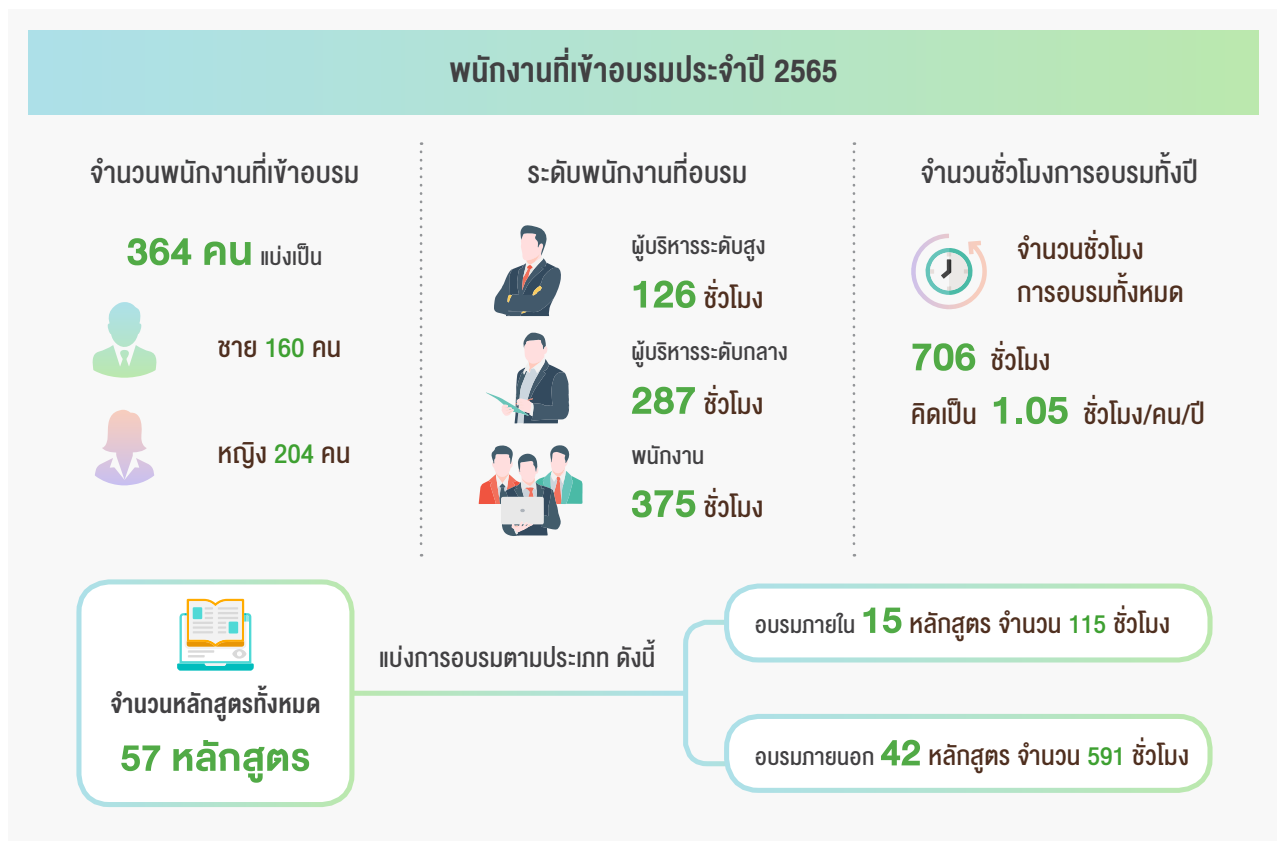 พนักงานที่เข้าอบรมประจำปี 2565
จำนวนพนักงานที่เข้าอบรม
364 คน แบ่งเป็น
ชาย 160 คน
หญิง 204 คน
ระดับพนักงานที่อบรม
ผู้บริหารระดับสูง
126 ชั่วโมง
ผู้บริหารระดับกลาง
287 ชั่วโมง
พนักงาน
375 ชั่วโมง
จำนวนชั่วโมงการอบรมทั้งปี
จำนวนชั่วโมง
การอบรมทั้งหมด
706 ชั่วโมง
คิดเป็น 1.05 ชั่วโมง/คน/ปี
จำนวนหลักสูตรทั้งหมด
57 หลักสูตร
แบ่งการอบรมตามประเภท ดังนี้
อบรมภายใน 15 หลักสูตร จำนวน 115 ชั่วโมง
อบรมภายนอก 42 หลักสูตร จำนวน 591 ชั่วโมง